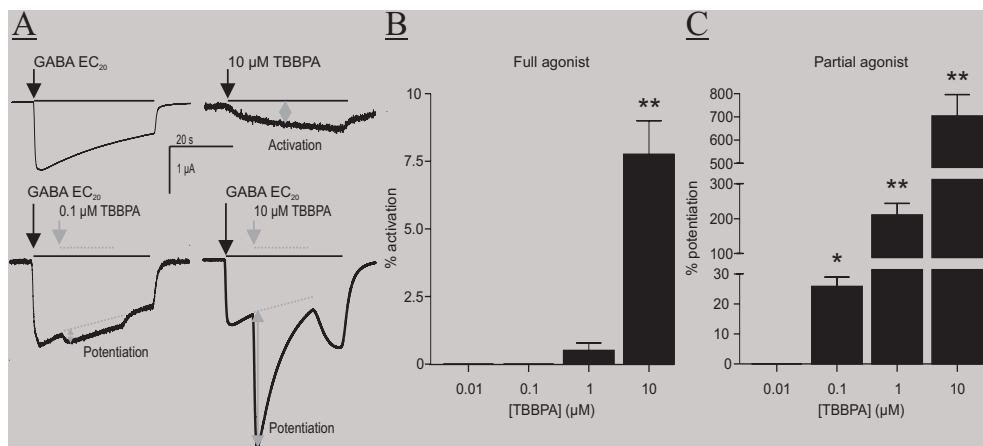 A
GABA EC₂₀
10 µM TBBPA
Activation
20 s
1 µA
GABA EC₂₀
0.1 µM TBBPA
Potentiation
GABA EC₂₀
10 µM TBBPA
Potentiation
B
Full agonist
% activation
10
7.5
5.0
2.5
0
**
0.01 0.1 1 10
[TBBPA] (µM)
C
Partial agonist
% potentiation
800
700
600
500
300
200
100
30
20
10
0
*
**
**
0.01 0.1 1 10
[TBBPA] (µM)